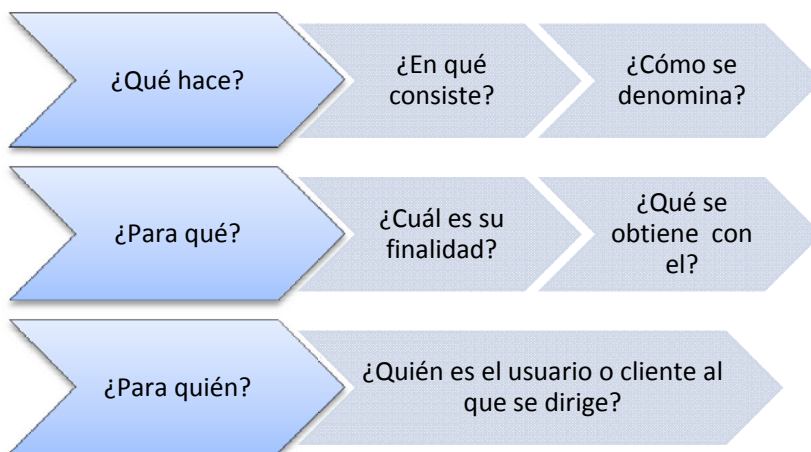 ¿Qué hace?
¿En qué
consiste?
¿Cómo se
denomina?
¿Para qué?
¿Cuál es su
finalidad?
¿Qué se
obtiene con
el?
¿Para quién?
¿Quién es el usuario o cliente al
que se dirige?